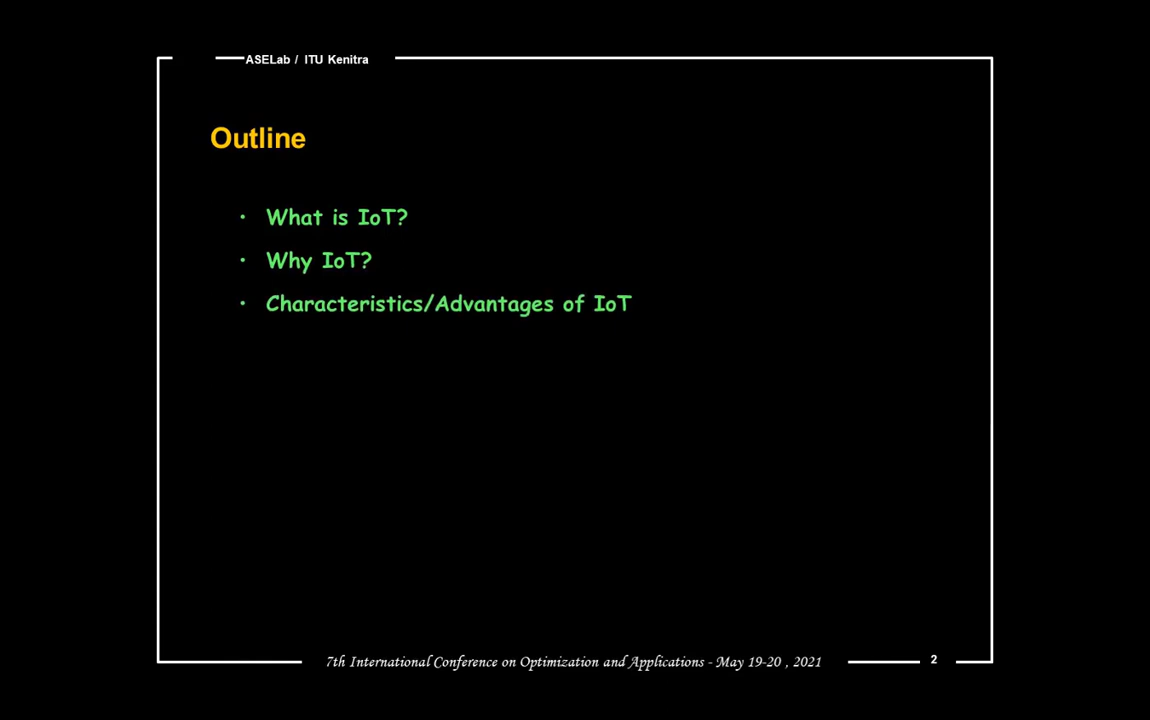 ASELab / ITU Kenitra
Outline
• What is IoT?
• Why IoT?
• Characteristics/Advantages of IoT
7th International Conference on Optimization and Applications - May 19-20 , 2021
2